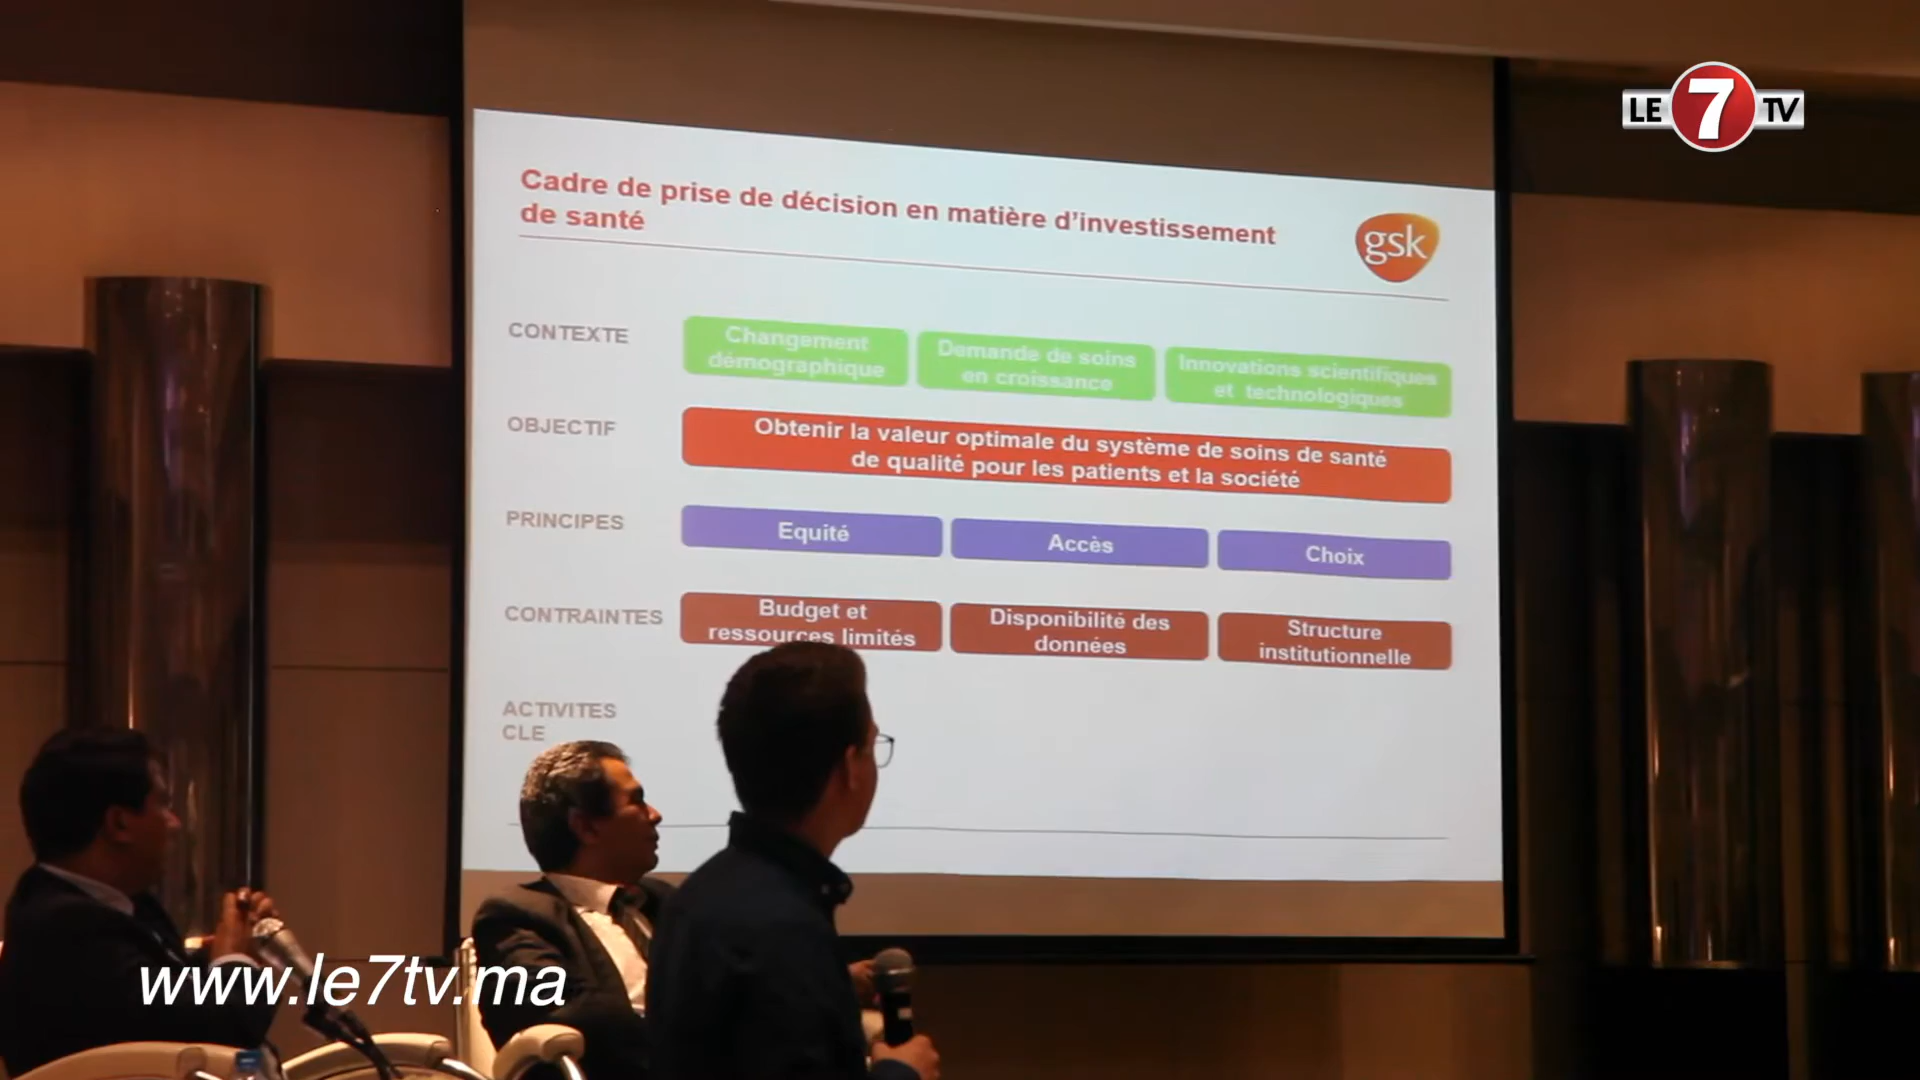 LE 7 TV
Cadre de prise de décision en matière d'investissement
de santé
gsk
CONTEXTE
Changement
démographique
Demande de soins
en croissance
Innovations scientifiques
et technologiques
OBJECTIF
Obtenir la valeur optimale du système de soins de santé
de qualité pour les patients et la société
PRINCIPES
Equité
Accès
Choix
CONTRAINTES
Budget et
ressources limités
Disponibilité des
données
Structure
institutionnelle
ACTIVITES
CLE
www.le7tv.ma